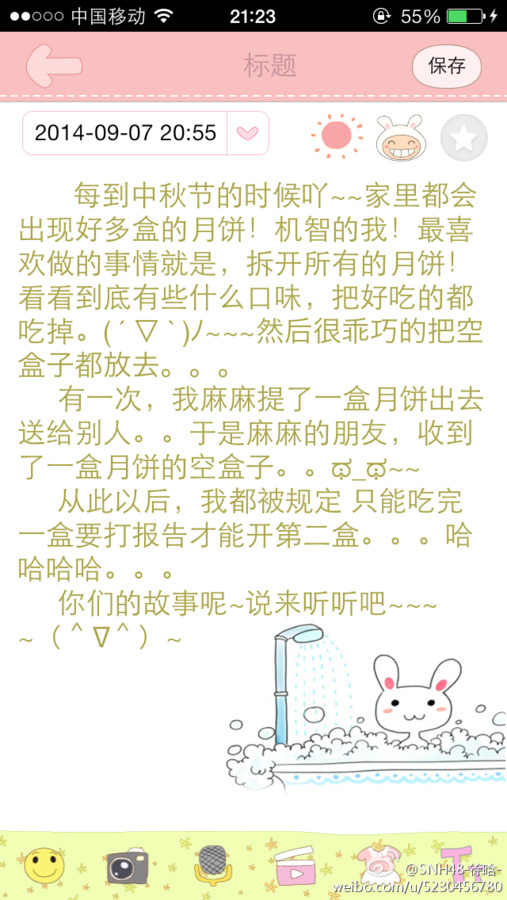 中国移动 21:23 55%
标题
保存
2014-09-07 20:55
每到中秋节的时候吖~~家里都会
出现好多盒的月饼！机智的我！最喜
欢做的事情就是，拆开所有的月饼！
看看到底有些什么口味，把好吃的都
吃掉。(ˊ▽ˋ)ﾉ~~~然后很乖巧的把空
盒子都放去。。。
有一次，我麻麻提了一盒月饼出去
送给别人。。于是麻麻的朋友，收到
了一盒月饼的空盒子。。ಥ_ಥ~~
从此以后，我都被规定 只能吃完
一盒要打报告才能开第二盒。。。哈
哈哈哈。。。
你们的故事呢~说来听听吧~~~
~（＾∇＾）~
T
@SNH48-徐晗-
weibo.com/u/5230456780